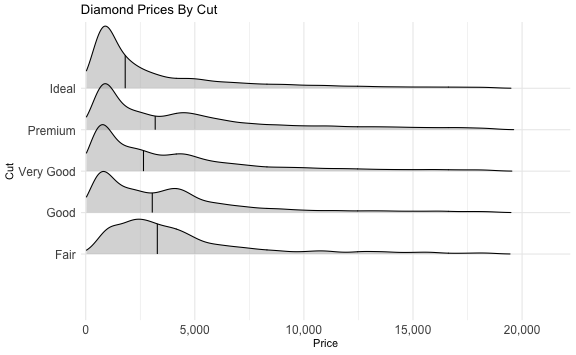 Diamond Prices By Cut
Ideal
Premium
Very Good
Good
Fair
Cut
0 5,000 10,000 15,000 20,000
Price